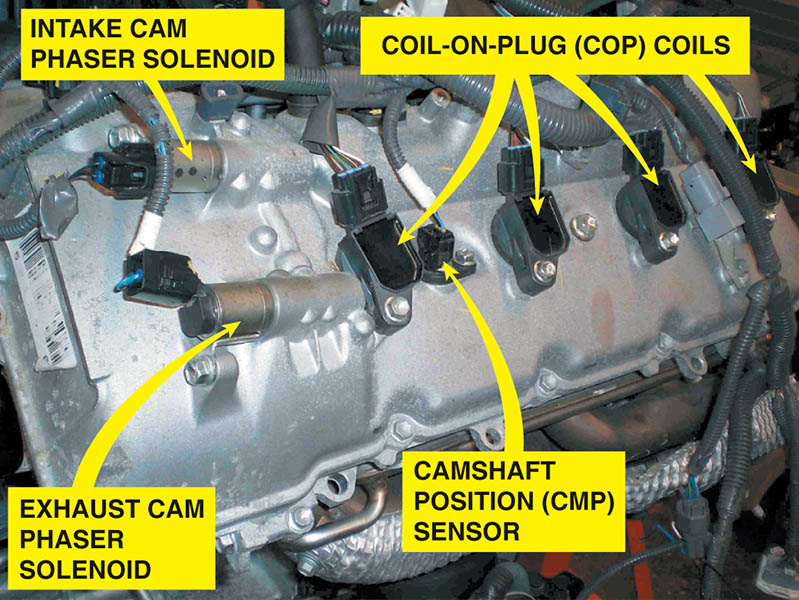 INTAKE CAM
PHASER SOLENOID
COIL-ON-PLUG (COP) COILS
EXHAUST CAM
PHASER
SOLENOID
CAMSHAFT
POSITION (CMP)
SENSOR